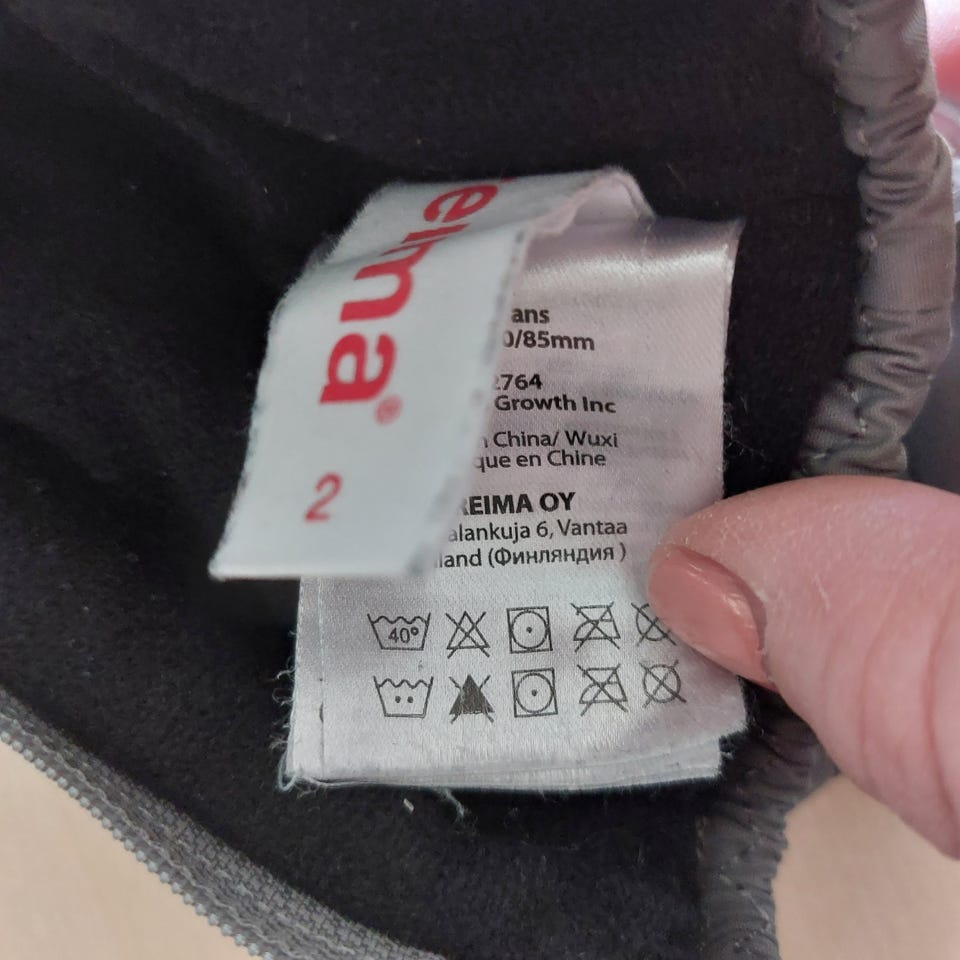 eima®
2
ans
0/85mm
2764
Growth Inc
China/ Wuxi
que en Chine
REIMA OY
alankuja 6, Vantaa
land (Финляндия )
40°